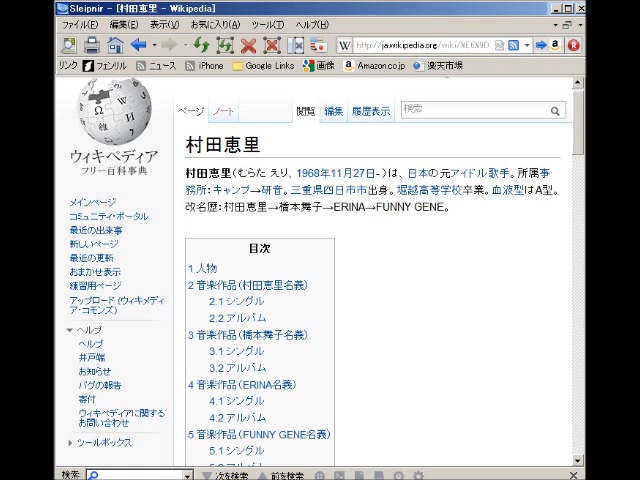 Sleipnir - [村田恵里 - Wikipedia]
ファイル(F) 編集(E) 表示(V) お気に入り(A) ツール(T) ヘルプ(H)
W http://ja.wikipedia.org/wiki/%E6%9D
リンク フェンリル ニュース iPhone Google Links 画像 Amazon.co.jp 楽天市場
ウィキペディア
フリー百科事典
メインページ
コミュニティ・ポータル
最近の出来事
新しいページ
最近の更新
おまかせ表示
練習用ページ
アップロード (ウィキメディア・コモンズ)
ヘルプ
ヘルプ
井戸端
お知らせ
バグの報告
寄付
ウィキペディアに関する
お問い合わせ
ツールボックス
ページ ノート 閲覧 編集 履歴表示 検索
村田恵里
村田恵里(むらた えり、1968年11月27日-)は、日本の元アイドル歌手。所属事
務所：キャンプ→研音。三重県四日市市出身。堀越高等学校卒業。血液型はA型。
改名歴：村田恵里→橋本舞子→ERINA→FUNNY GENE。
目次
1 人物
2 音楽作品(村田恵里名義)
2.1 シングル
2.2 アルバム
3 音楽作品(橋本舞子名義)
3.1 シングル
3.2 アルバム
4 音楽作品(ERINA名義)
4.1 シングル
4.2 アルバム
5 音楽作品(FUNNY GENE名義)
5.1 シングル
5.2 アルバム
検索 次を検索 前を検索